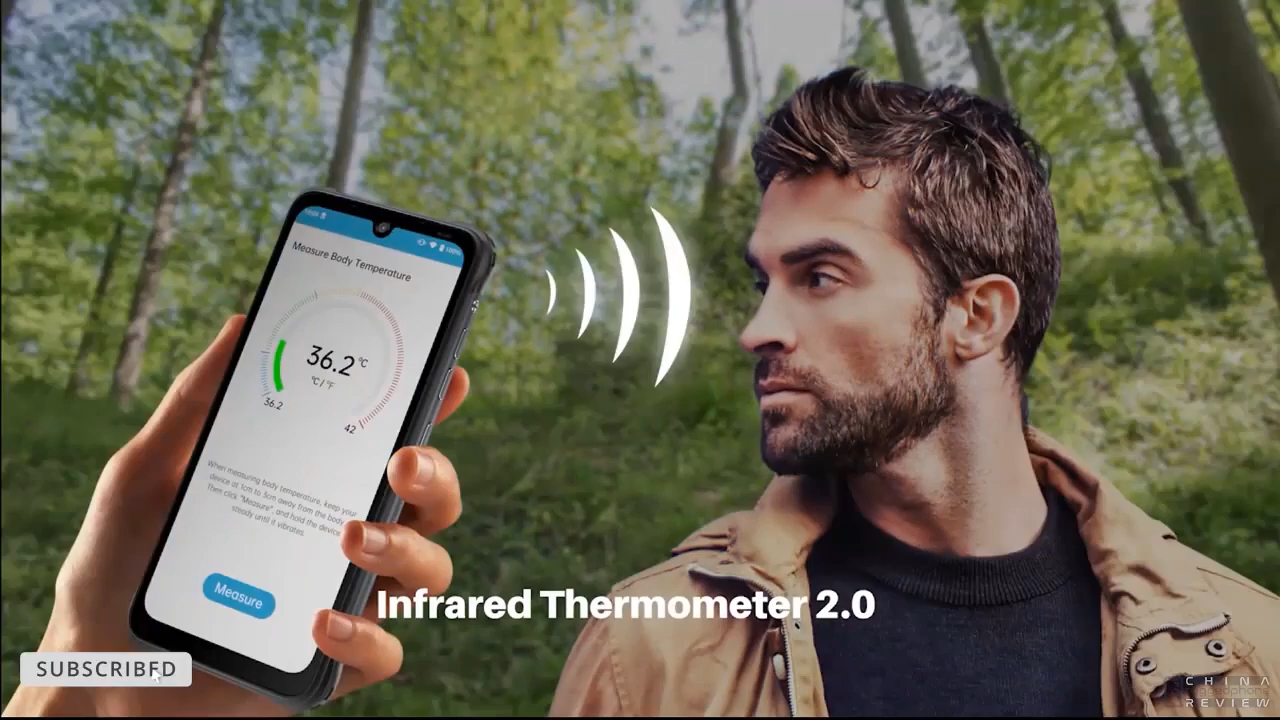 100%
Measure Body Temperature
36.2 °C
°C / °F
36.2
42
When measuring body temperature, keep your
device at 1cm to 3cm away from the body.
Then click "Measure", and hold the device
steady until it vibrates.
Measure
Infrared Thermometer 2.0
SUBSCRIBED
CHINA
REVIEW